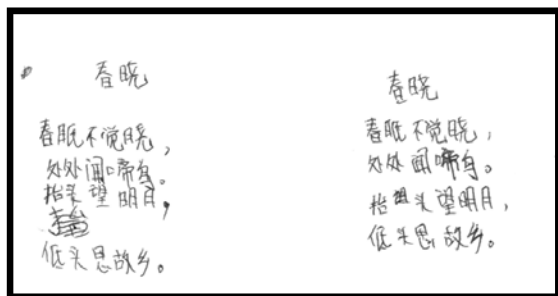 春晓
春眠不觉晓，
处处闻啼鸟。
抬头望明月，
低头思故乡。
春晓
春眠不觉晓，
处处闻啼鸟。
抬头望明月，
低头思故乡。